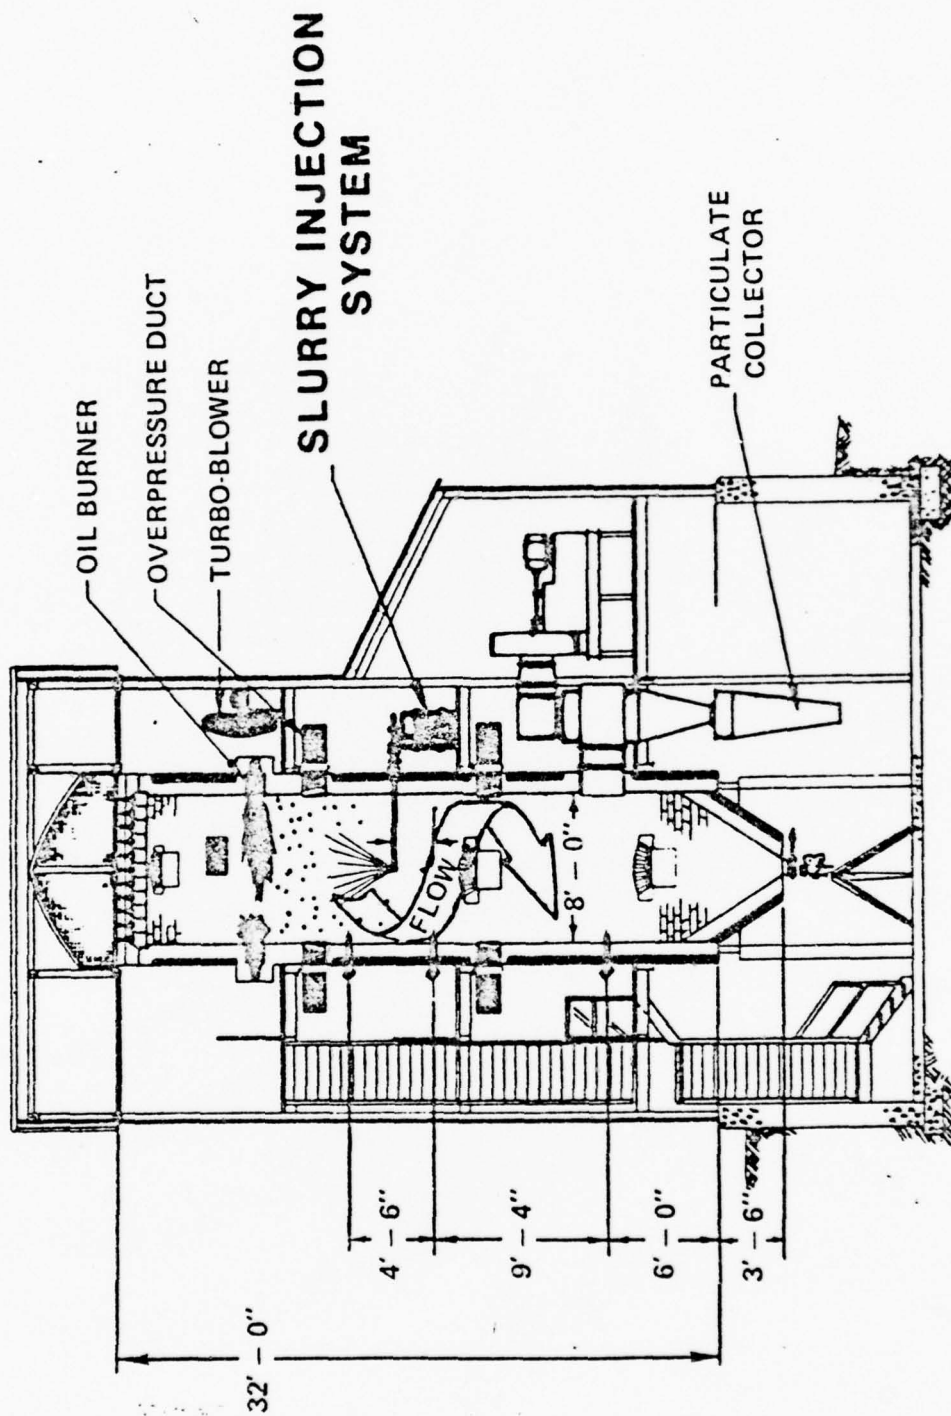 OIL BURNER
OVERPRESSURE DUCT
TURBO-BLOWER
SLURRY INJECTION
SYSTEM
PARTICULATE
COLLECTOR
FLOW
8' – 0"
32' – 0"
4' – 6"
9' – 4"
6' – 0"
3' – 6"